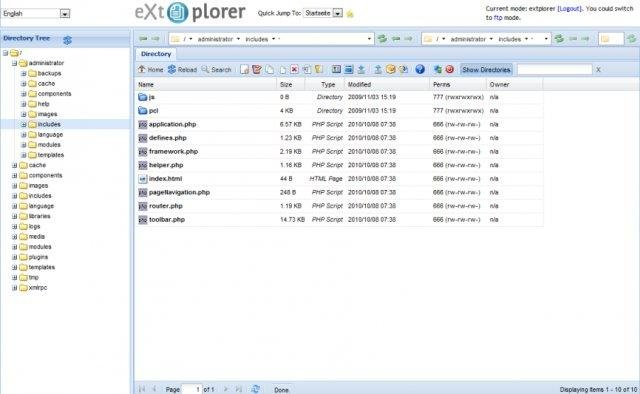 English
eXtplorer
Quick Jump To: Startseite
Current mode: extplorer [Logout]. You could switch
to ftp mode.
Directory Tree
/
administrator
backups
cache
components
help
images
includes
language
modules
templates
cache
components
images
includes
language
libraries
logs
media
modules
plugins
templates
tmp
xmlrpc
/ administrator includes
/ administrator includes
/
Directory
Home Reload Search Show Directories X
Name Size Type Modified Perms Owner
js 0 B Directory 2009/11/03 15:19 777 (rwxrwxrwx) n/a
pcl 4 KB Directory 2009/11/03 15:19 777 (rwxrwxrwx) n/a
application.php 6.57 KB PHP Script 2010/10/08 07:38 666 (rw-rw-rw-) n/a
defines.php 1.23 KB PHP Script 2010/10/08 07:38 666 (rw-rw-rw-) n/a
framework.php 2.19 KB PHP Script 2010/10/08 07:38 666 (rw-rw-rw-) n/a
helper.php 1.16 KB PHP Script 2010/10/08 07:38 666 (rw-rw-rw-) n/a
index.html 44 B HTML Page 2010/10/08 07:38 666 (rw-rw-rw-) n/a
pageNavigation.php 248 B PHP Script 2010/10/08 07:38 666 (rw-rw-rw-) n/a
router.php 1.19 KB PHP Script 2010/10/08 07:38 666 (rw-rw-rw-) n/a
toolbar.php 14.73 KB PHP Script 2010/10/08 07:38 666 (rw-rw-rw-) n/a
Page 1 of 1 Done Displaying Items 1 - 10 of 10